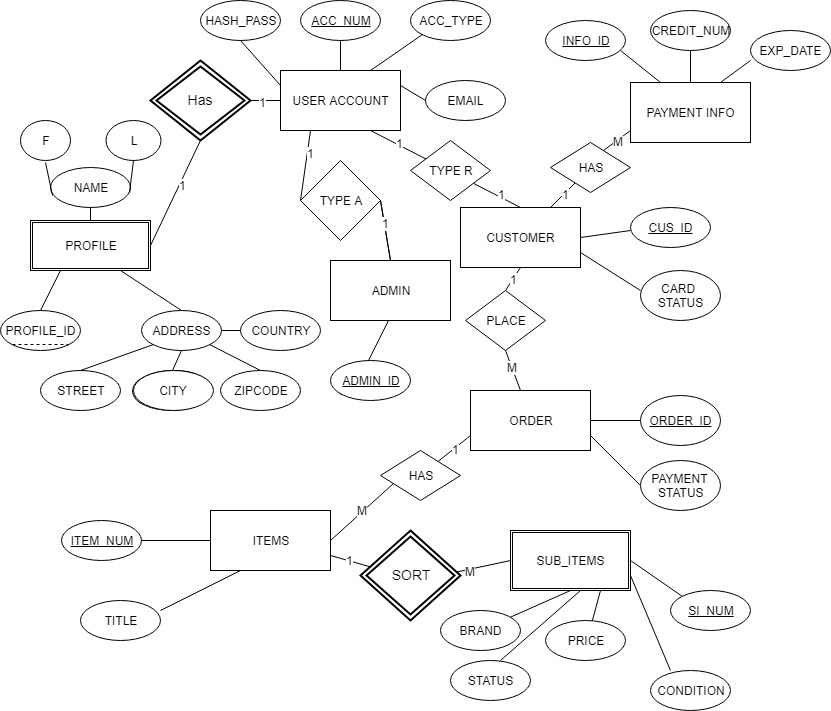 HASH_PASS
ACC_NUM
ACC_TYPE
INFO_ID
CREDIT_NUM
EXP_DATE
Has
1
USER ACCOUNT
EMAIL
PAYMENT INFO
F
L
1
1
M
NAME
1
TYPE A
TYPE R
HAS
1
1
1
PROFILE
CUSTOMER
CUS_ID
ADMIN
1
CARD
STATUS
PROFILE_ID
ADDRESS
COUNTRY
PLACE
STREET
CITY
ZIPCODE
ADMIN_ID
M
ORDER
ORDER_ID
1
HAS
PAYMENT
STATUS
M
ITEM_NUM
ITEMS
1
SORT
M
SUB_ITEMS
TITLE
BRAND
PRICE
SI_NUM
STATUS
CONDITION